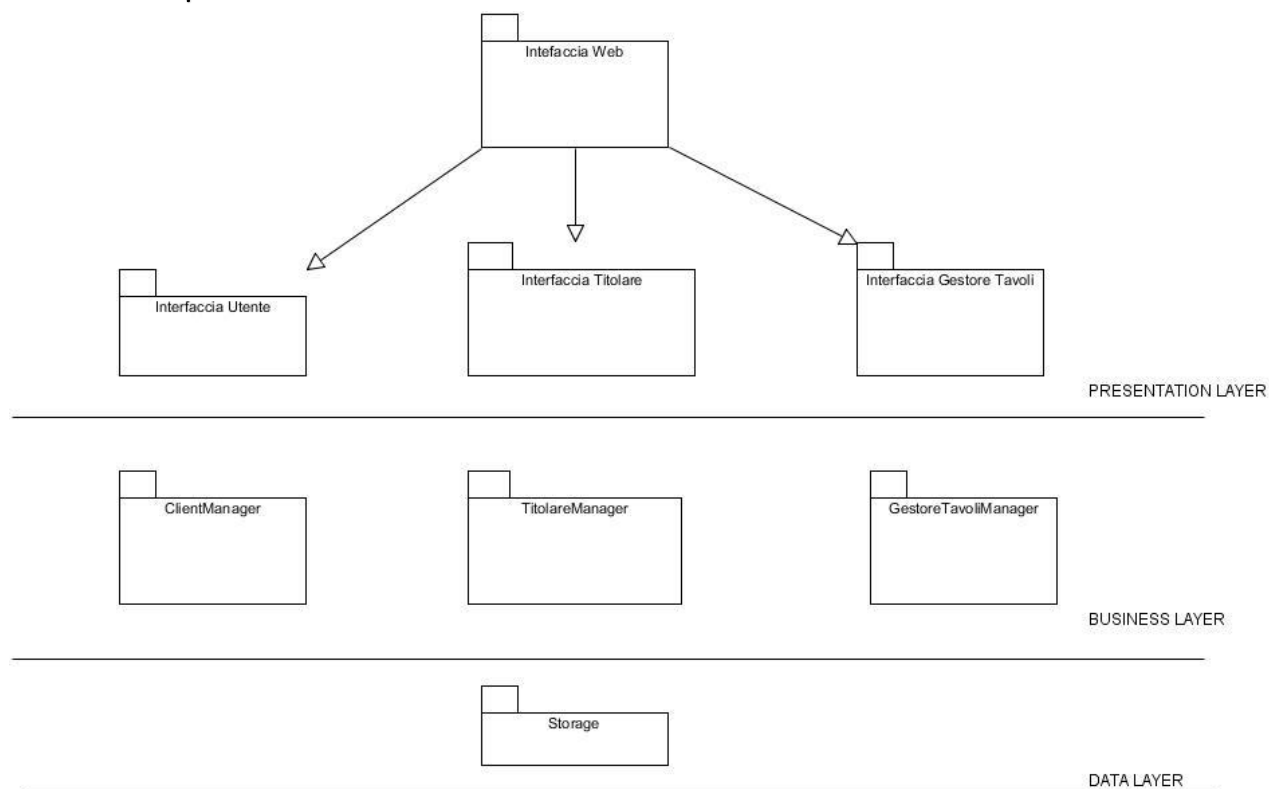 Intefaccia Web
Interfaccia Utente
Interfaccia Titolare
Interfaccia Gestore Tavoli
PRESENTATION LAYER
ClientManager
TitolareManager
GestoreTavoliManager
BUSINESS LAYER
Storage
DATA LAYER